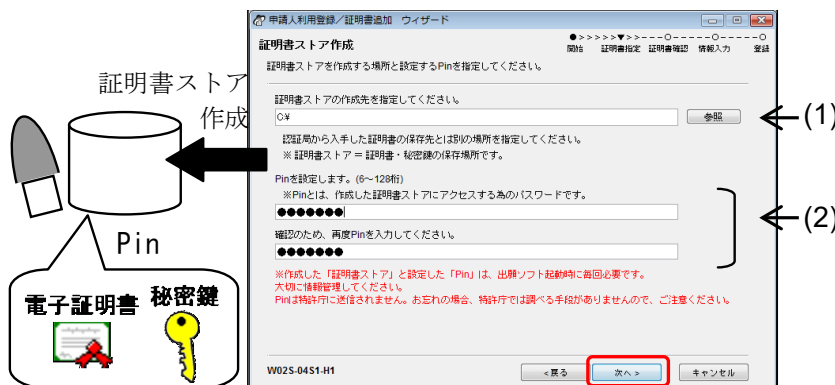 申請人利用登録／証明書追加　ウィザード
証明書ストア作成
●>>>>>▼>>---○-----○-----○
開始 証明書指定 証明書確認 情報入力 登録
証明書ストアを作成する場所と設定するPinを指定してください。
証明書ストア
作成
証明書ストアの作成先を指定してください。
C:¥
参照
(1)
認証局から入手した証明書の保存先とは別の場所を指定してください。
※ 証明書ストア＝証明書・秘密鍵の保存場所です。
Pinを設定します。(6～128桁)
※Pinとは、作成した証明書ストアにアクセスする為のパスワードです。
●●●●●●●
(2)
確認のため、再度Pinを入力してください。
●●●●●●●
Pin
電子証明書
秘密鍵
※作成した「証明書ストア」と設定した「Pin」は、出願ソフト起動時に毎回必要です。
大切に情報管理してください。
Pinは特許庁に送信されません。お忘れの場合、特許庁では調べる手段がありませんので、ご注意ください。
W02S-04S1-H1
<戻る
次へ >
キャンセル